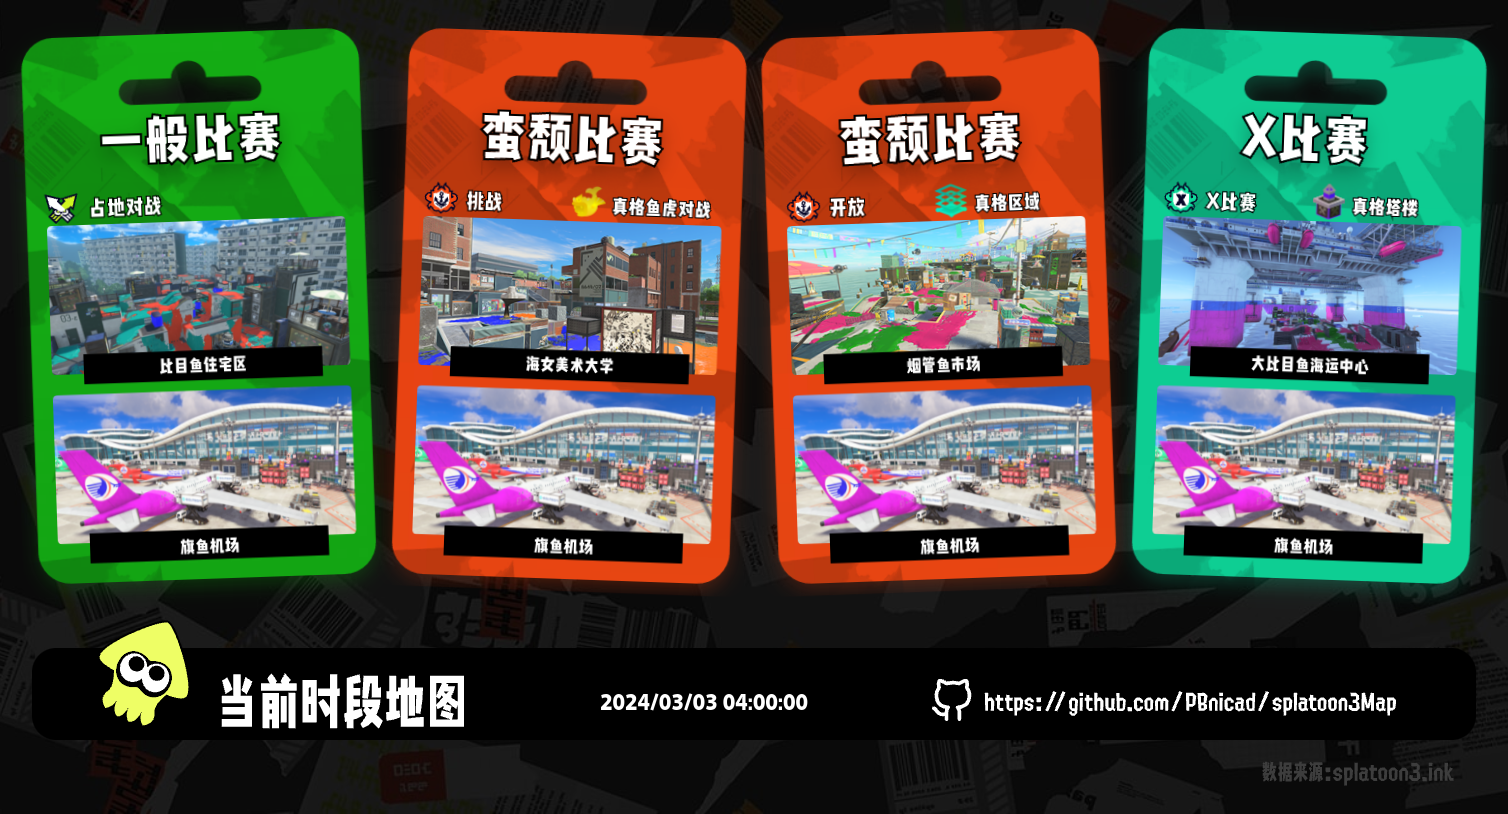 一般比赛
占地对战
比目鱼住宅区
旗鱼机场
蛮颓比赛
挑战
真格鱼虎对战
海女美术大学
旗鱼机场
蛮颓比赛
开放
真格区域
烟管鱼市场
旗鱼机场
X比赛
X比赛
真格塔楼
大比目鱼海运中心
旗鱼机场
当前时段地图
2024/03/03 04:00:00
https://github.com/PBnicad/splatoon3Map
数据来源:splatoon3.ink